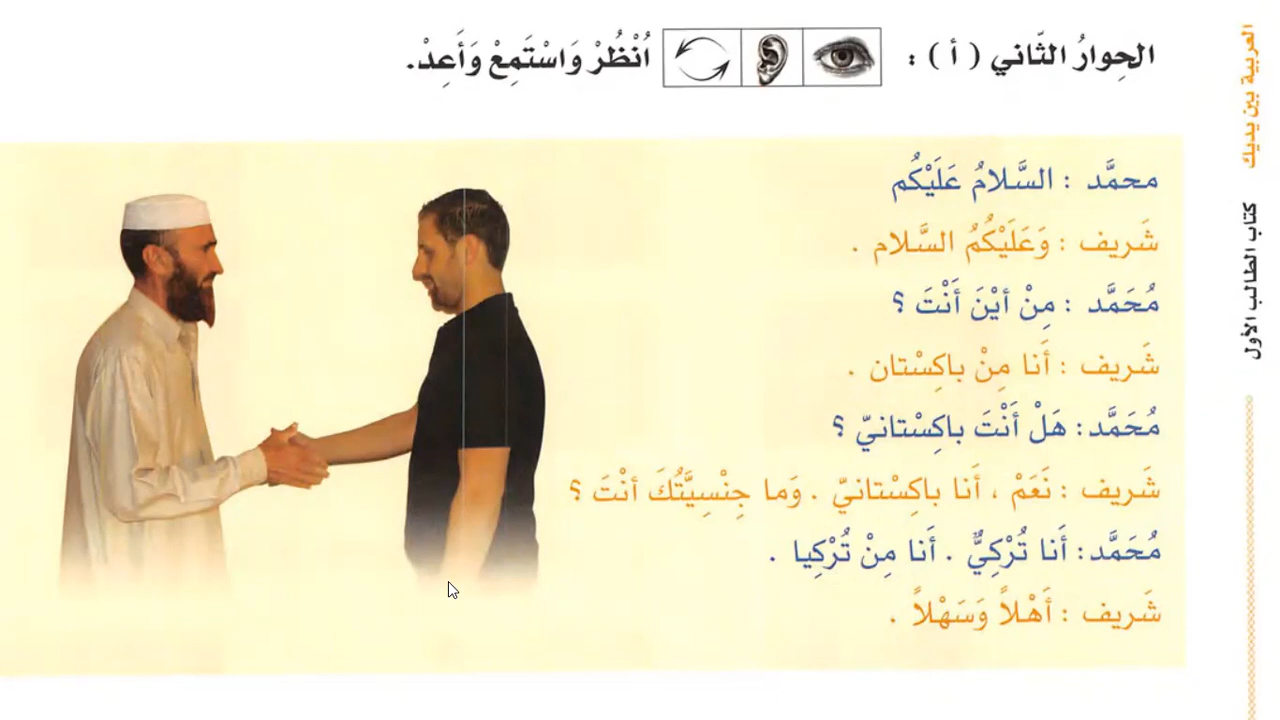 الحِوارُ الثّاني ( أ ) : اُنْظُرْ وَاسْتَمِعْ وَأَعِدْ.
محمَّد : السَّلامُ عَلَيْكُم
شَريف : وَعَلَيْكُمُ السَّلام .
مُحَمَّد : مِنْ أيْنَ أَنْتَ ؟
شَريف : أَنا مِنْ باكِسْتان .
مُحَمَّد: هَلْ أَنْتَ باكِسْتانيّ ؟
شَريف : نَعَمْ ، أَنا باكِسْتانيّ . وَما جِنْسِيَّتُكَ أنْتَ ؟
مُحَمَّد: أَنا تُرْكِيٌّ . أَنا مِنْ تُرْكِيا .
شَريف : أَهْلاً وَسَهْلاً .
العربية بين يديك
كتاب الطالب الأول